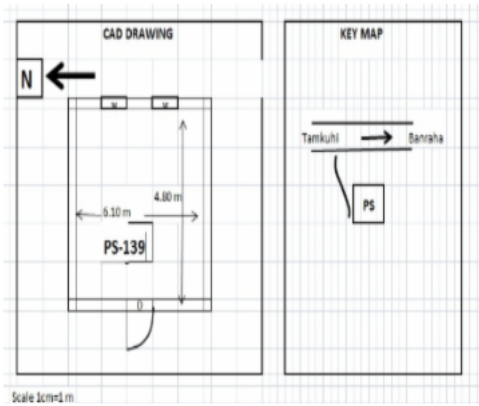 CAD DRAWING
N
W
W
4.80 m
6.10 m
PS-139
D
KEY MAP
Tamkuhi
Banraha
PS
Scale 1cm=1 m